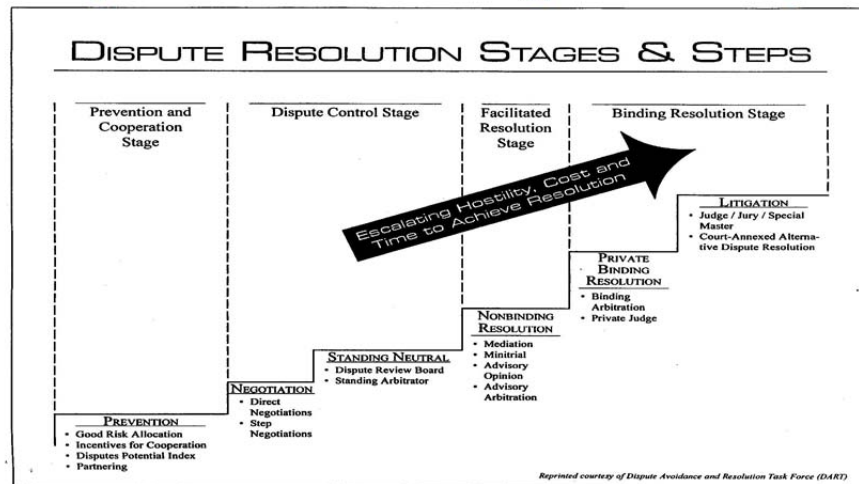 DISPUTE RESOLUTION STAGES & STEPS
Prevention and
Cooperation
Stage
Dispute Control Stage
Facilitated
Resolution
Stage
Binding Resolution Stage
Escalating Hostility, Cost and
Time to Achieve Resolution
LITIGATION
• Judge / Jury / Special
Master
• Court-Annexed Alterna-
tive Dispute Resolution
PRIVATE
BINDING
RESOLUTION
• Binding
Arbitration
• Private Judge
NONBINDING
RESOLUTION
• Mediation
• Minitrial
• Advisory
Opinion
• Advisory
Arbitration
STANDING NEUTRAL
• Dispute Review Board
• Standing Arbitrator
NEGOTIATION
• Direct
Negotiations
• Step
Negotiations
PREVENTION
• Good Risk Allocation
• Incentives for Cooperation
• Disputes Potential Index
• Partnering
Reprinted courtesy of Dispute Avoidance and Resolution Task Force (DART)